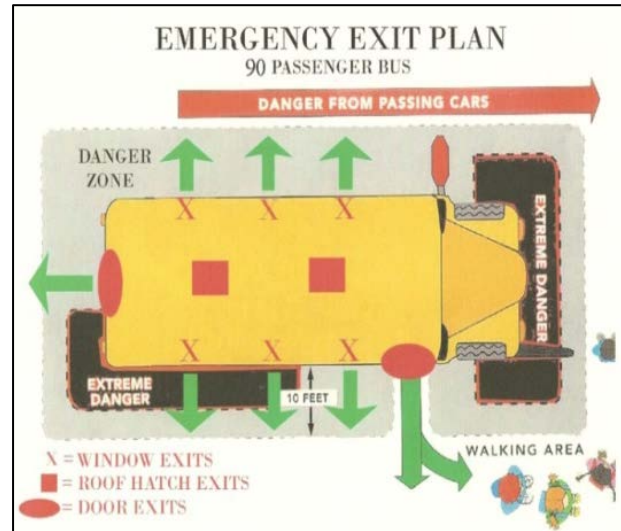 EMERGENCY EXIT PLAN
90 PASSENGER BUS
DANGER FROM PASSING CARS
DANGER
ZONE
X X X
EXTREME DANGER
X X X
EXTREME
DANGER
10 FEET
WALKING AREA
X = WINDOW EXITS
= ROOF HATCH EXITS
= DOOR EXITS